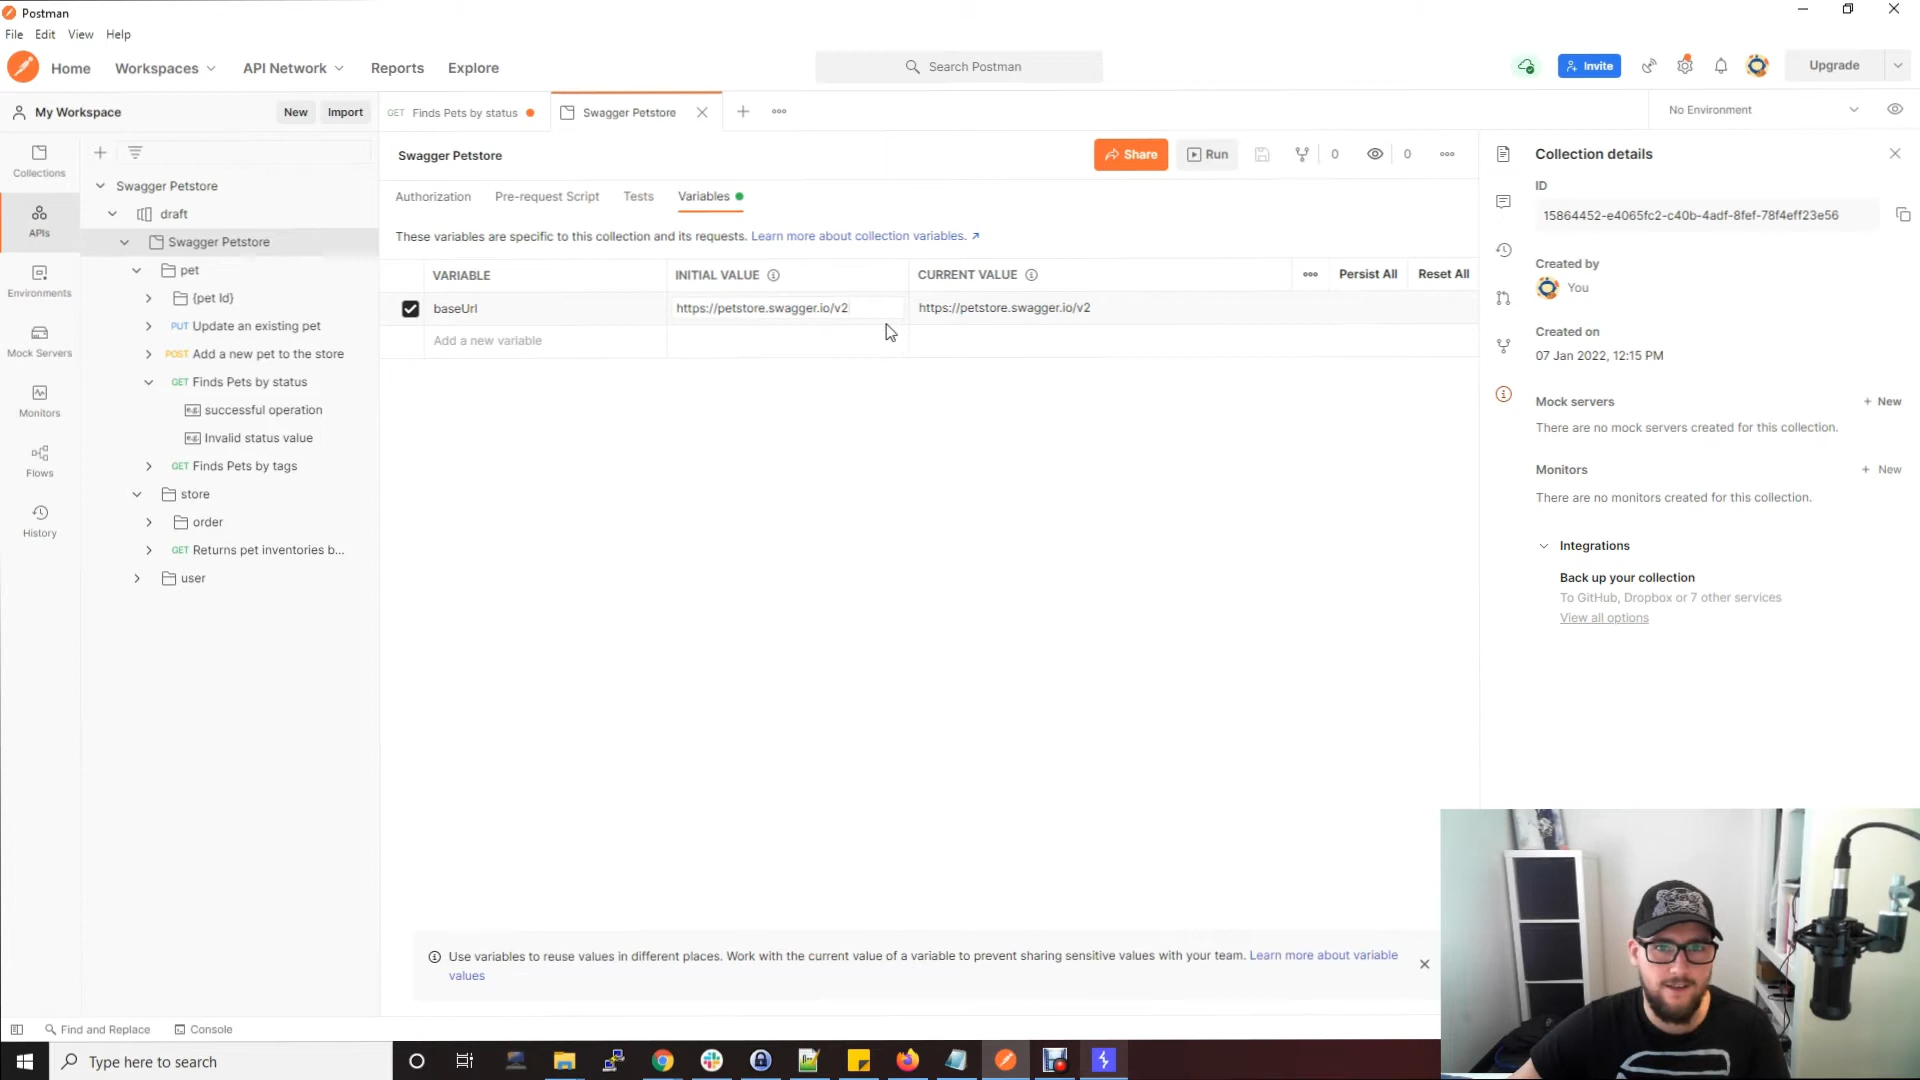 Postman
File Edit View Help
Home Workspaces API Network Reports Explore
Search Postman
Invite
Upgrade
My Workspace
New Import
GET Finds Pets by status
Swagger Petstore
No Environment
Collections
APIs
Environments
Mock Servers
Monitors
Flows
History
Swagger Petstore
draft
Swagger Petstore
pet
{pet Id}
PUT Update an existing pet
POST Add a new pet to the store
GET Finds Pets by status
e.g. successful operation
e.g. Invalid status value
GET Finds Pets by tags
store
order
GET Returns pet inventories b...
user
Swagger Petstore
Share Run 0 0
Authorization Pre-request Script Tests Variables
These variables are specific to this collection and its requests. Learn more about collection variables. ↗
VARIABLE INITIAL VALUE CURRENT VALUE Persist All Reset All
baseUrl https://petstore.swagger.io/v2 https://petstore.swagger.io/v2
Add a new variable
Use variables to reuse values in different places. Work with the current value of a variable to prevent sharing sensitive values with your team. Learn more about variable
values
Collection details
ID
15864452-e4065fc2-c40b-4adf-8fef-78f4eff23e56
Created by
You
Created on
07 Jan 2022, 12:15 PM
Mock servers + New
There are no mock servers created for this collection.
Monitors + New
There are no monitors created for this collection.
Integrations
Back up your collection
To GitHub, Dropbox or 7 other services
View all options
Find and Replace Console
Type here to search